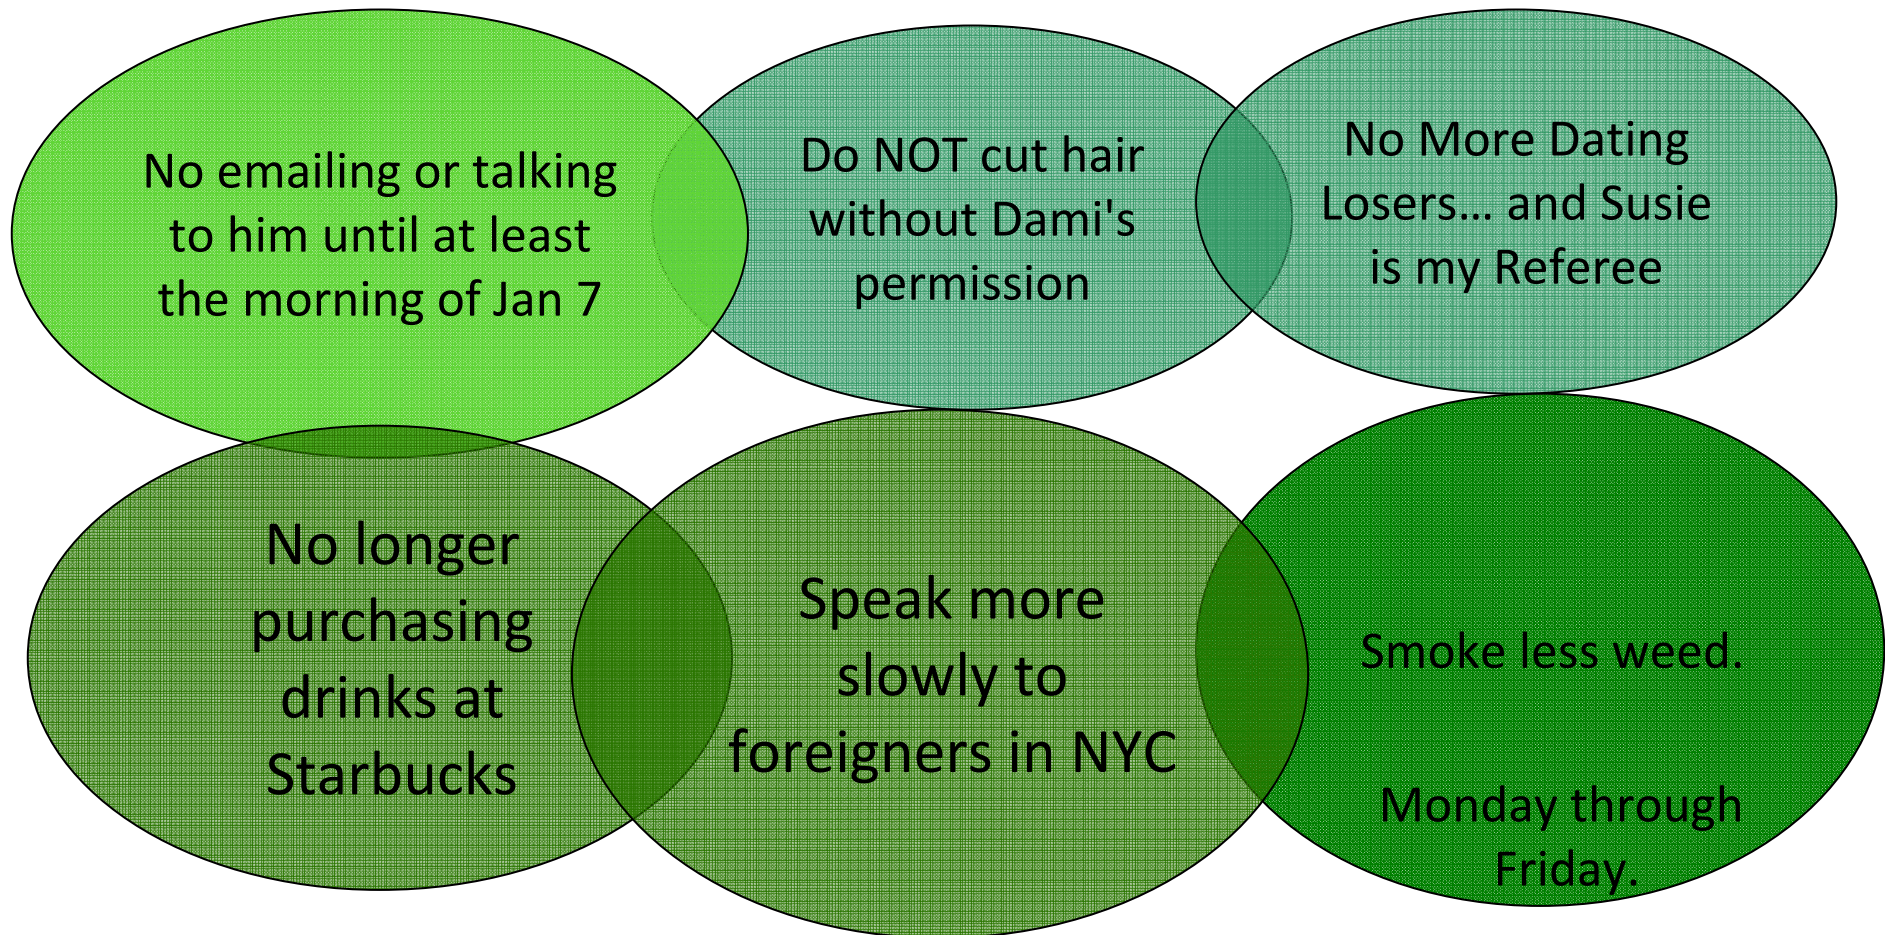 No emailing or talking
to him until at least
the morning of Jan 7
Do NOT cut hair
without Dami's
permission
No More Dating
Losers... and Susie
is my Referee
No longer
purchasing
drinks at
Starbucks
Speak more
slowly to
foreigners in NYC
Smoke less weed.
Monday through
Friday.